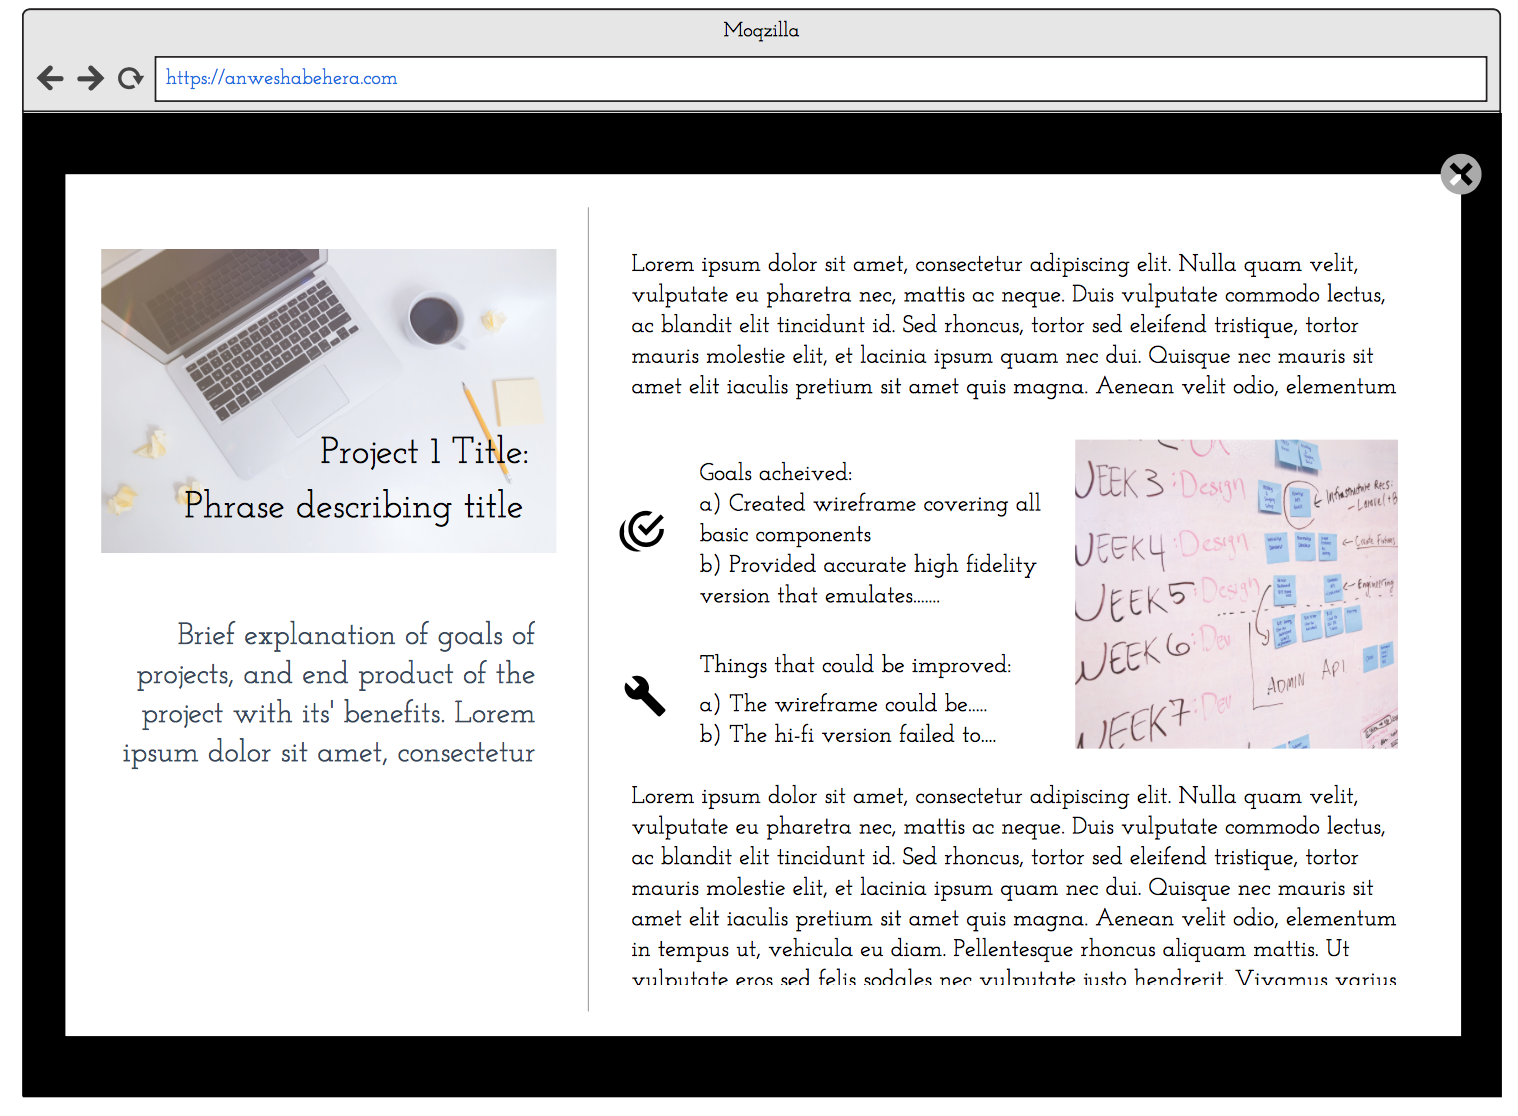 Moqzilla
https://anweshabehera.com
Project 1 Title:
Phrase describing title
Brief explanation of goals of
projects, and end product of the
project with its' benefits. Lorem
ipsum dolor sit amet, consectetur
Lorem ipsum dolor sit amet, consectetur adipiscing elit. Nulla quam velit,
vulputate eu pharetra nec, mattis ac neque. Duis vulputate commodo lectus,
ac blandit elit tincidunt id. Sed rhoncus, tortor sed eleifend tristique, tortor
mauris molestie elit, et lacinia ipsum quam nec dui. Quisque nec mauris sit
amet elit iaculis pretium sit amet quis magna. Aenean velit odio, elementum
Goals acheived:
a) Created wireframe covering all
basic components
b) Provided accurate high fidelity
version that emulates.......
Things that could be improved:
a) The wireframe could be.....
b) The hi-fi version failed to....
WEEK 3 : Design
Infrastructure Recs:
- Laravel
WEEK 4 : Design
Create Fixtures
WEEK 5 : Design
Engineering
WEEK 6 : Dev
ADMIN API
WEEK 7 : Dev
Lorem ipsum dolor sit amet, consectetur adipiscing elit. Nulla quam velit,
vulputate eu pharetra nec, mattis ac neque. Duis vulputate commodo lectus,
ac blandit elit tincidunt id. Sed rhoncus, tortor sed eleifend tristique, tortor
mauris molestie elit, et lacinia ipsum quam nec dui. Quisque nec mauris sit
amet elit iaculis pretium sit amet quis magna. Aenean velit odio, elementum
in tempus ut, vehicula eu diam. Pellentesque rhoncus aliquam mattis. Ut
vulputate eros sed felis sodales nec vulputate justo hendrerit. Vivamus varius